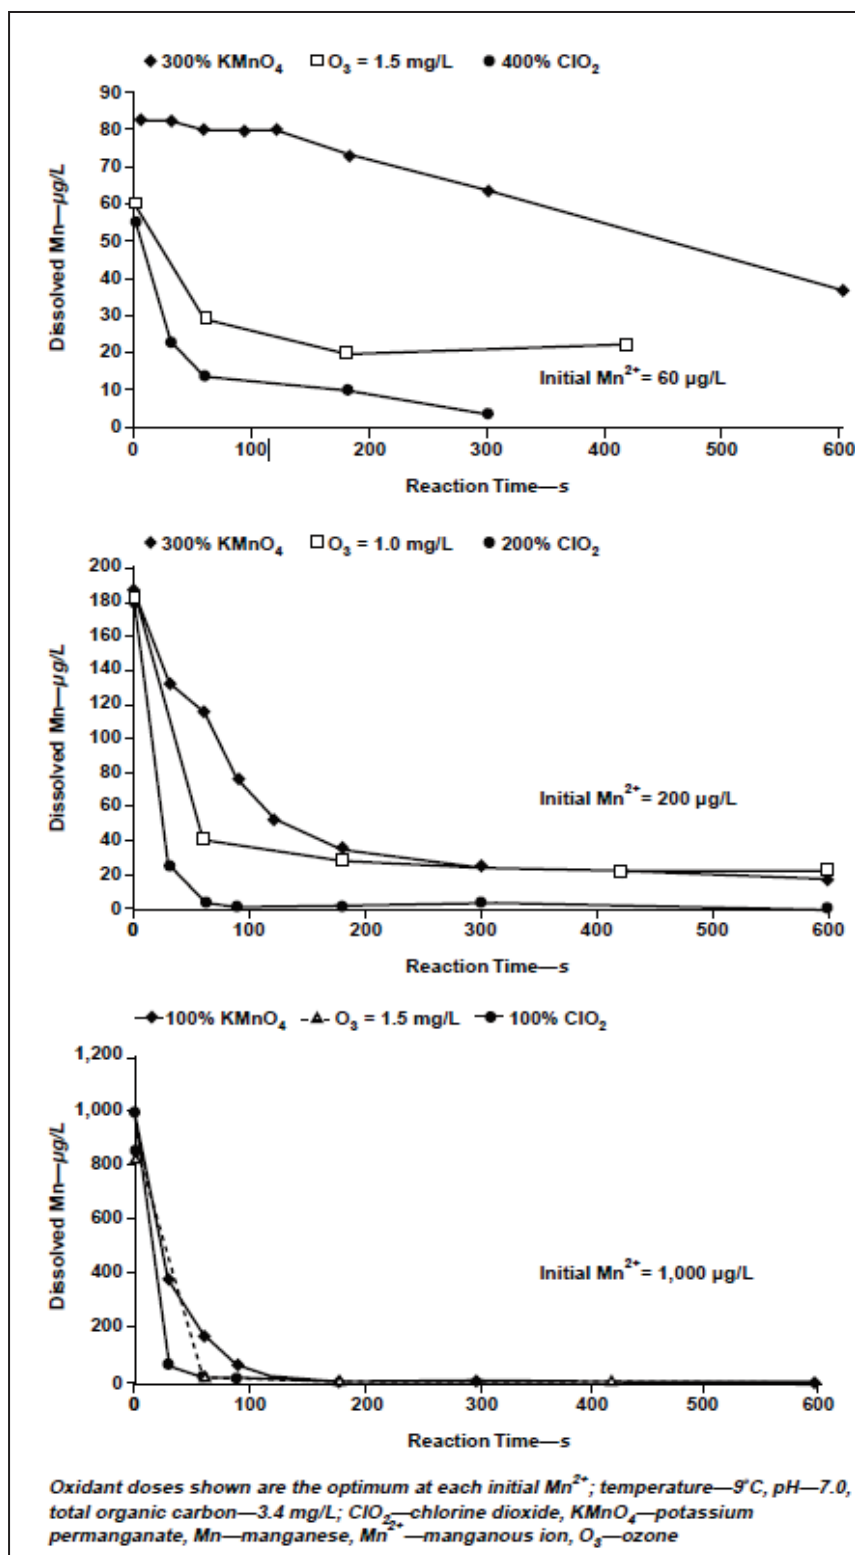 300% KMnO4 O3 = 1.5 mg/L 400% ClO2
90
80
70
60
50
40
30
20
10
0
Dissolved Mn—µg/L
Initial Mn2+= 60 µg/L
0 100 200 300 400 500 600
Reaction Time—s
300% KMnO4 O3 = 1.0 mg/L 200% ClO2
200
180
160
140
120
100
80
60
40
20
0
Dissolved Mn—µg/L
Initial Mn2+= 200 µg/L
0 100 200 300 400 500 600
Reaction Time—s
100% KMnO4 O3 = 1.5 mg/L 100% ClO2
1,200
1,000
800
600
400
200
0
Dissolved Mn—µg/L
Initial Mn2+= 1,000 µg/L
0 100 200 300 400 500 600
Reaction Time—s
Oxidant doses shown are the optimum at each initial Mn2+; temperature—9°C, pH—7.0,
total organic carbon—3.4 mg/L; ClO2—chlorine dioxide, KMnO4—potassium
permanganate, Mn—manganese, Mn2+—manganous ion, O3—ozone